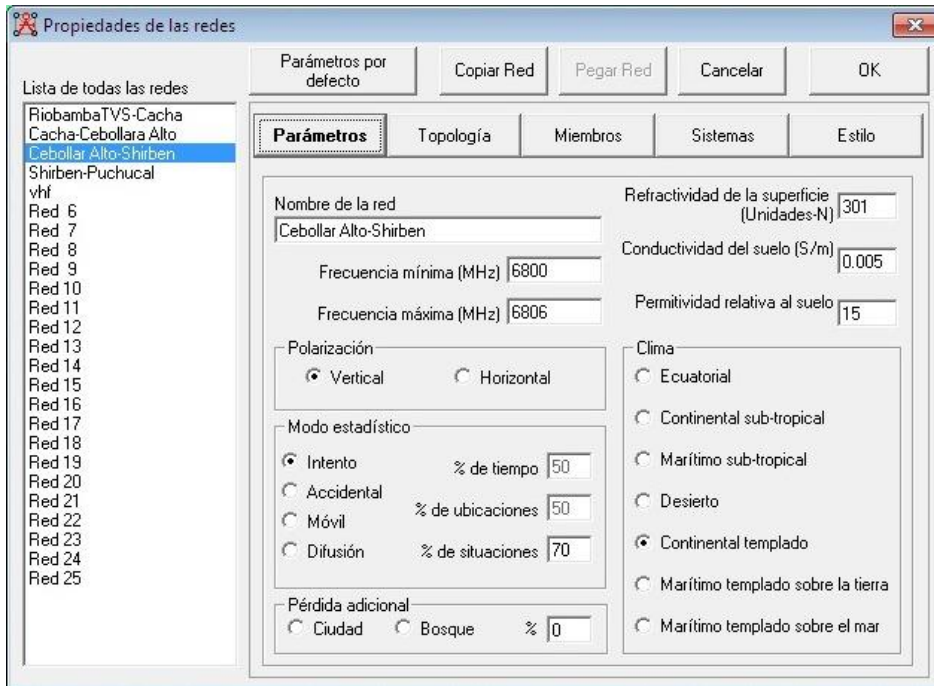 Propiedades de las redes
Parámetros por defecto
Copiar Red
Pegar Red
Cancelar
OK
Lista de todas las redes
RiobambaTVS-Cacha
Cacha-Cebollara Alto
Cebollar Alto-Shirben
Shirben-Puchucal
vhf
Red 6
Red 7
Red 8
Red 9
Red 10
Red 11
Red 12
Red 13
Red 14
Red 15
Red 16
Red 17
Red 18
Red 19
Red 20
Red 21
Red 22
Red 23
Red 24
Red 25
Parámetros
Topología
Miembros
Sistemas
Estilo
Nombre de la red
Cebollar Alto-Shirben
Frecuencia mínima (MHz) 6800
Frecuencia máxima (MHz) 6806
Polarización
Vertical
Horizontal
Modo estadístico
Intento
Accidental
Móvil
Difusión
% de tiempo 50
% de ubicaciones 50
% de situaciones 70
Pérdida adicional
Ciudad
Bosque
% 0
Refractividad de la superficie
(Unidades-N) 301
Conductividad del suelo (S/m) 0.005
Permitividad relativa al suelo 15
Clima
Ecuatorial
Continental sub-tropical
Marítimo sub-tropical
Desierto
Continental templado
Marítimo templado sobre la tierra
Marítimo templado sobre el mar